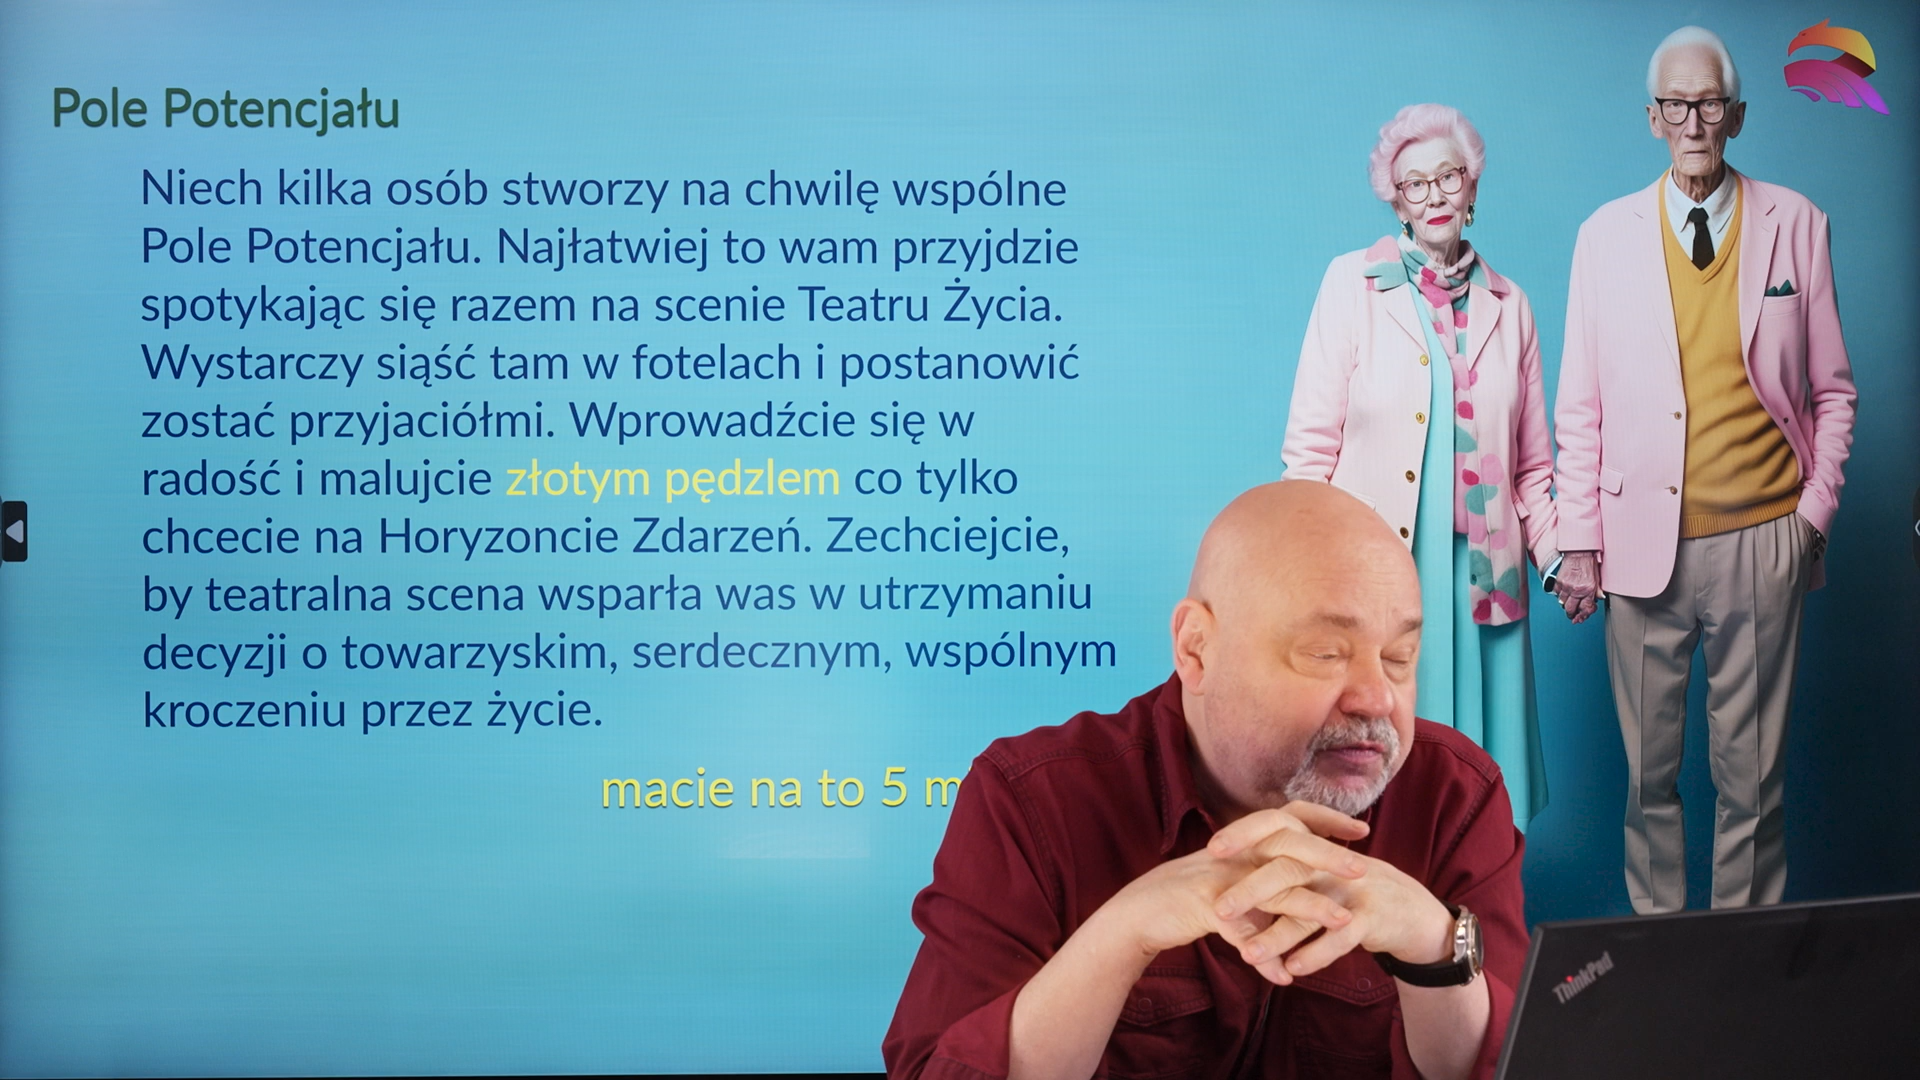 Pole Potencjału
Niech kilka osób stworzy na chwilę wspólne
Pole Potencjału. Najłatwiej to wam przyjdzie
spotykając się razem na scenie Teatru Życia.
Wystarczy siąść tam w fotelach i postanowić
zostać przyjaciółmi. Wprowadźcie się w
radość i malujcie złotym pędzlem co tylko
chcecie na Horyzoncie Zdarzeń. Zechciejcie,
by teatralna scena wsparła was w utrzymaniu
decyzji o towarzyskim, serdecznym, wspólnym
kroczeniu przez życie.
macie na to 5
ThinkPad